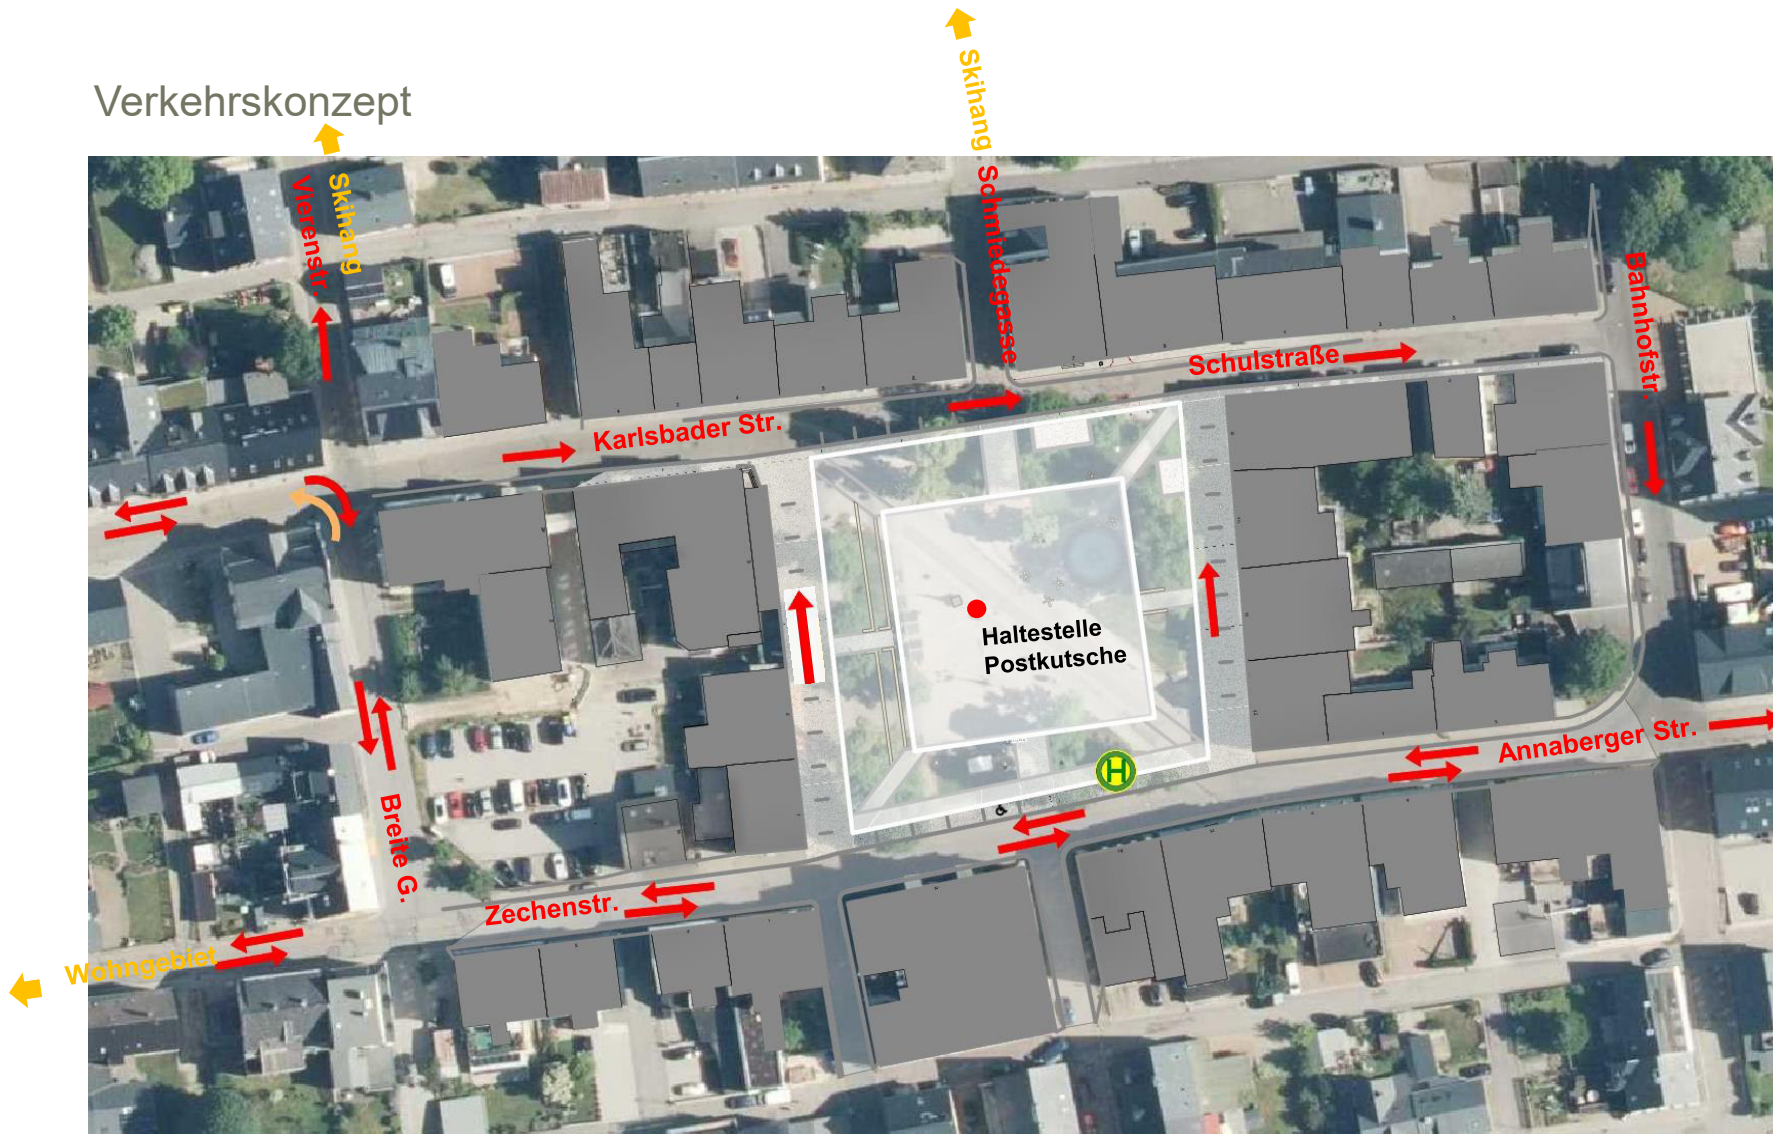 Verkehrskonzept
Skihang
Skihang
Vierenstr.
Schmiedegasse
Bahnhofstr.
Schulstraße
Karlsbader Str.
Haltestelle
Postkutsche
H
Annaberger Str.
Breite G.
Zechenstr.
Wohngebiet